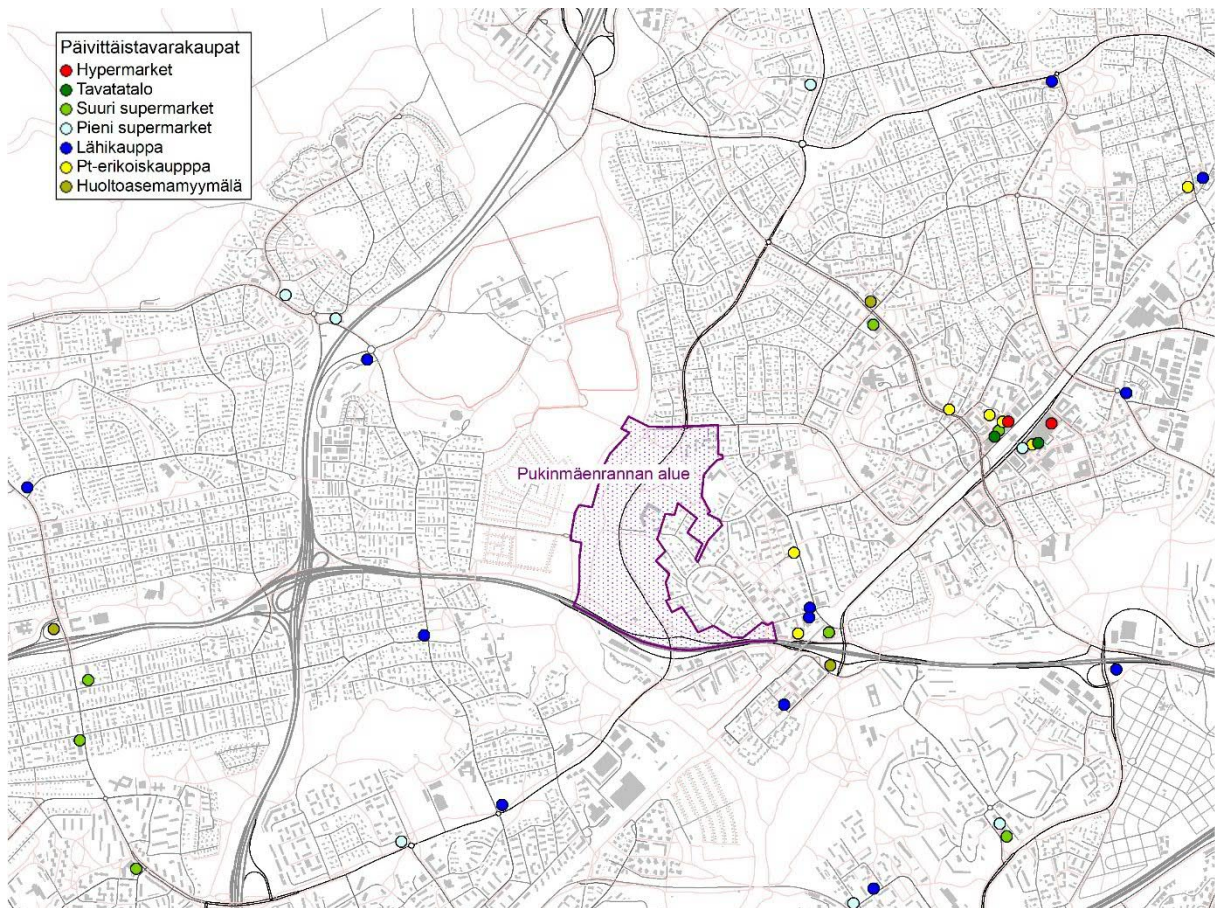 Päivittäistavarakaupat
Hypermarket
Tavatatalo
Suuri supermarket
Pieni supermarket
Lähikauppa
Pt-erikoiskaupppa
Huoltoasemamyymälä
Pukinmäenrannan alue